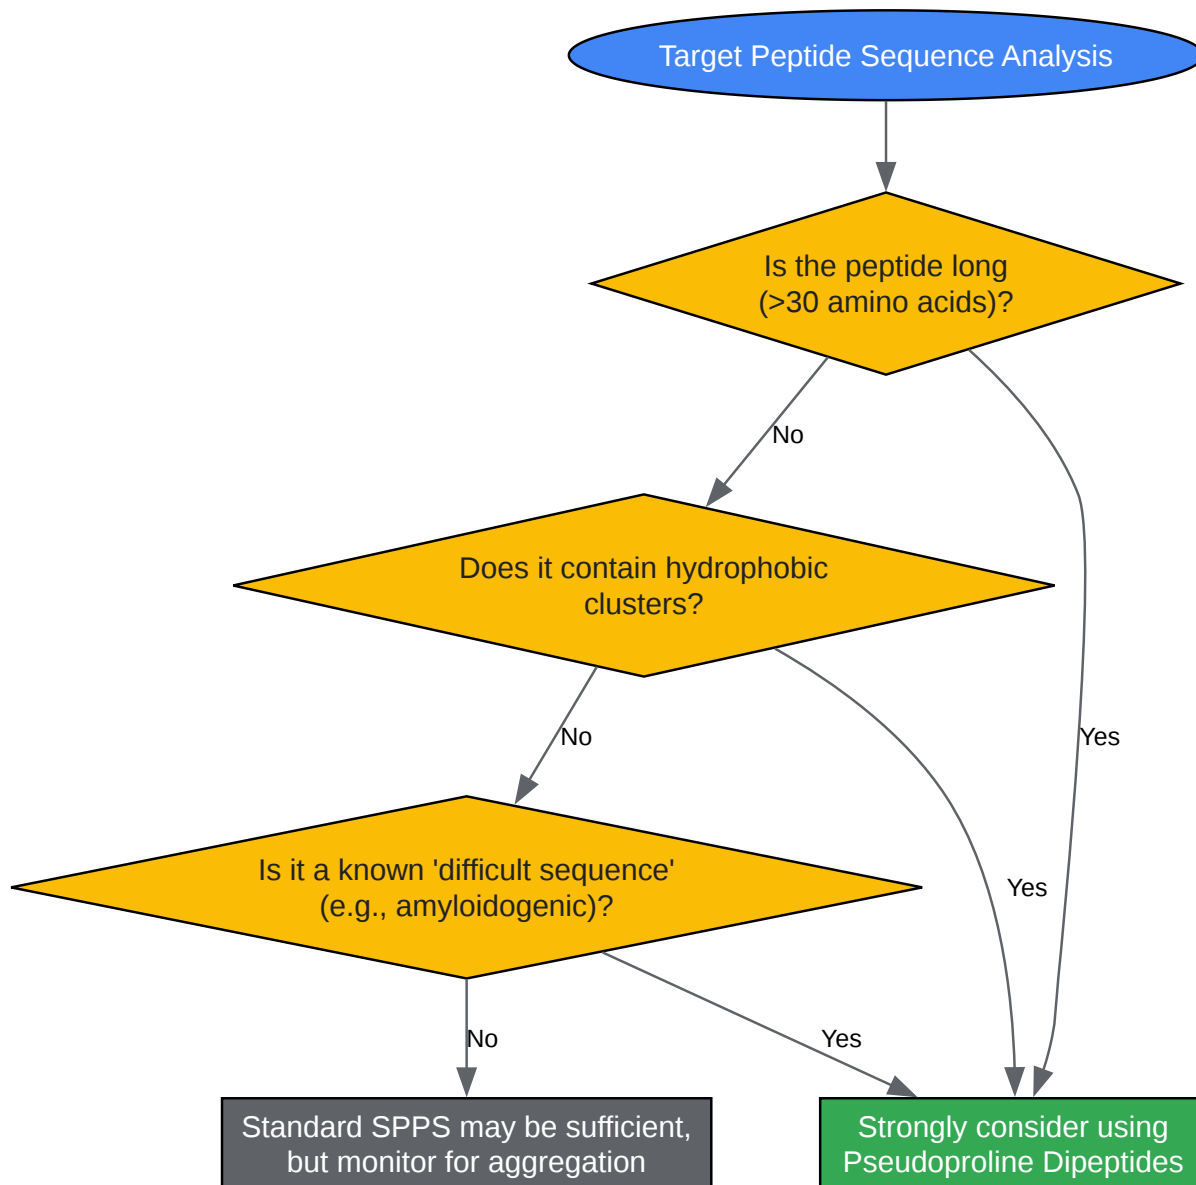 Target Peptide Sequence Analysis
Is the peptide long
(>30 amino acids)?
No
Does it contain hydrophobic
clusters?
No
Yes
Is it a known 'difficult sequence'
(e.g., amyloidogenic)?
Yes
No
Yes
Standard SPPS may be sufficient,
but monitor for aggregation
Strongly consider using
Pseudoproline Dipeptides